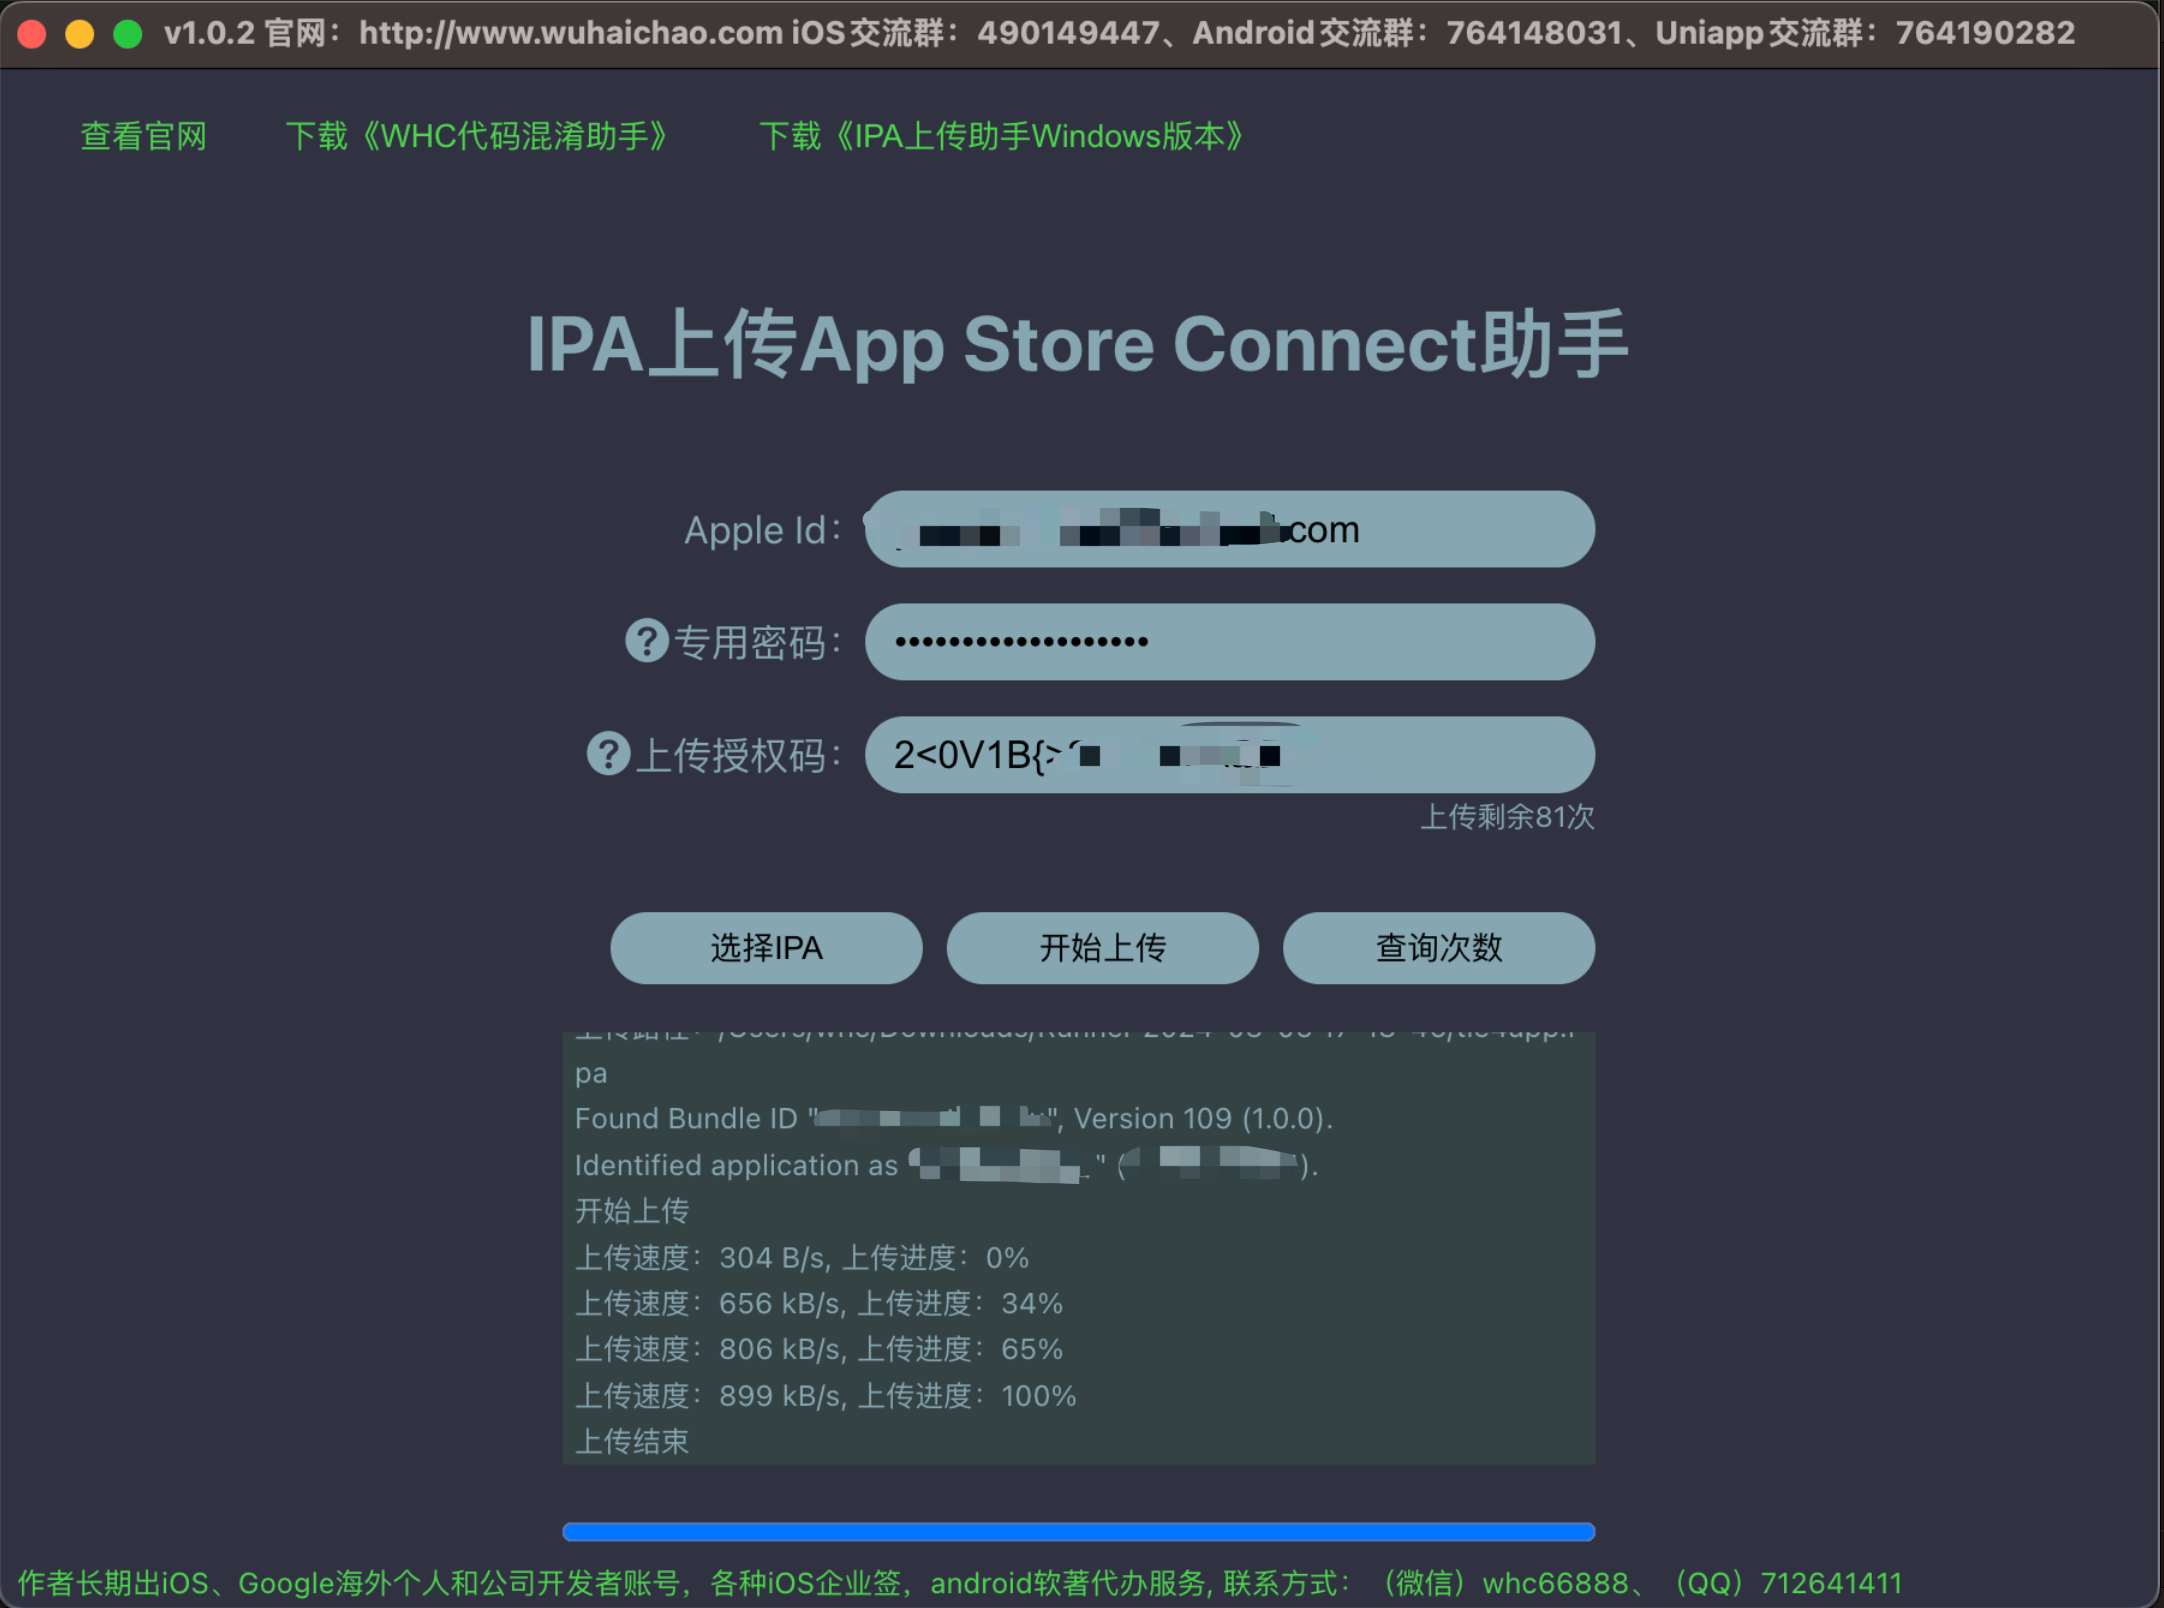 v1.0.2 官网：http://www.wuhaichao.com iOS交流群：490149447、Android交流群：764148031、Uniapp交流群：764190282
查看官网 下载《WHC代码混淆助手》 下载《IPA上传助手Windows版本》
IPA上传App Store Connect助手
Apple Id： .com
?专用密码： •••••••••••••••••••
?上传授权码： 2<0V1B{>
上传剩余81次
选择IPA 开始上传 查询次数
上传路径：/Users/whc/Downloads/Runner 2024-
pa
Found Bundle ID " ", Version 109 (1.0.0).
Identified application as " ( ).
开始上传
上传速度：304 B/s, 上传进度：0%
上传速度：656 kB/s, 上传进度：34%
上传速度：806 kB/s, 上传进度：65%
上传速度：899 kB/s, 上传进度：100%
上传结束
作者长期出iOS、Google海外个人和公司开发者账号，各种iOS企业签，android软著代办服务, 联系方式：（微信）whc66888、（QQ）712641411